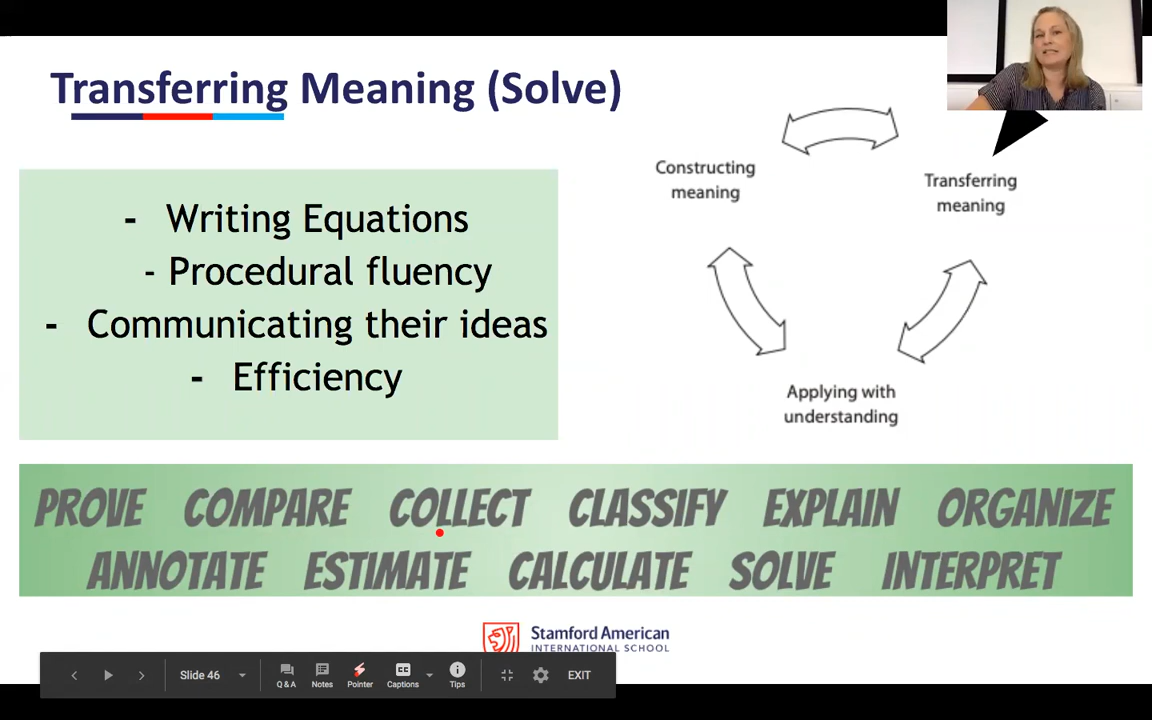 Transferring Meaning (Solve)
- Writing Equations
- Procedural fluency
- Communicating their ideas
- Efficiency
Constructing
meaning
Transferring
meaning
Applying with
understanding
PROVE COMPARE COLLECT CLASSIFY EXPLAIN ORGANIZE
ANNOTATE ESTIMATE CALCULATE SOLVE INTERPRET
Stamford American
INTERNATIONAL SCHOOL
Slide 46
Q & A
Notes
Pointer
CC
Captions
Tips
EXIT